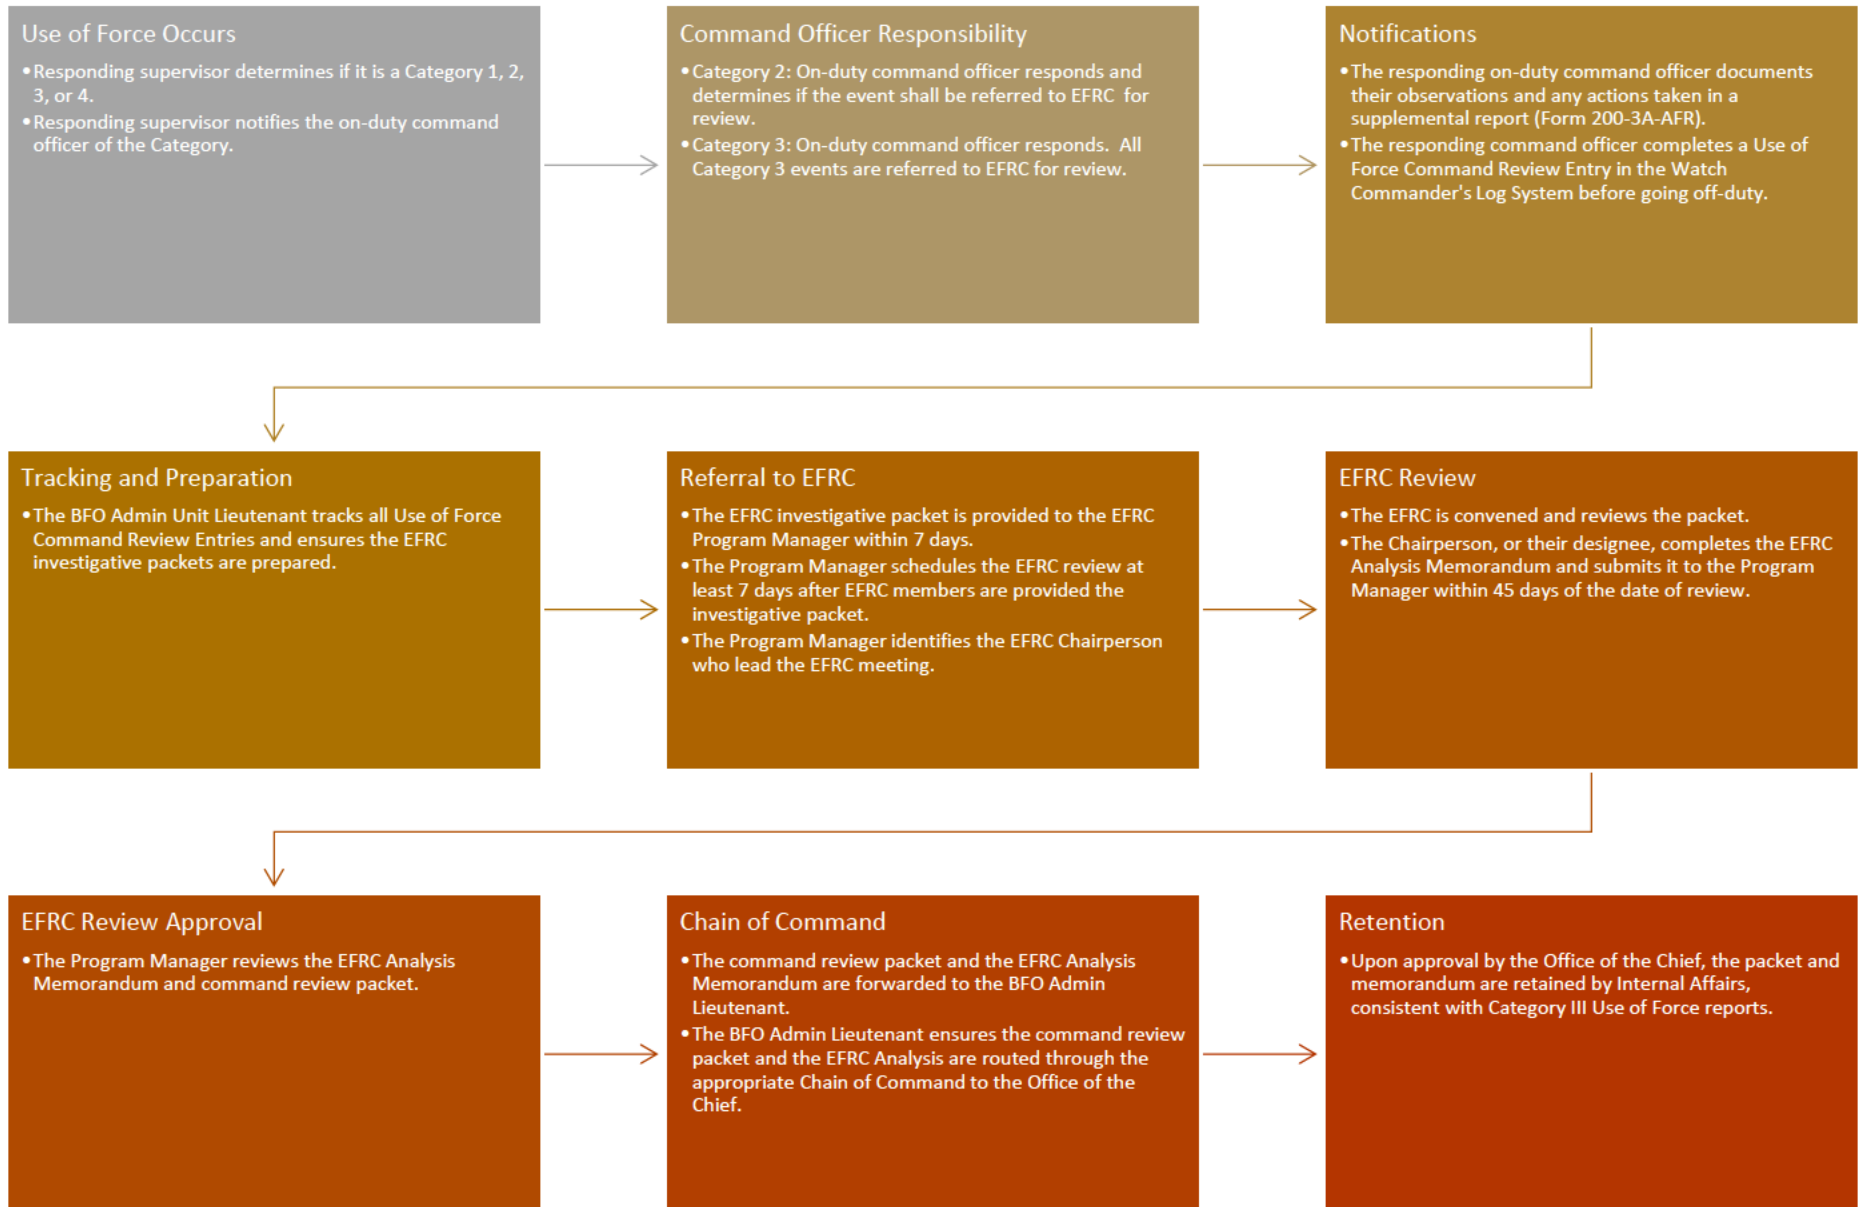 Use of Force Occurs
•Responding supervisor determines if it is a Category 1, 2,
3, or 4.
•Responding supervisor notifies the on-duty command
officer of the Category.
Command Officer Responsibility
•Category 2: On-duty command officer responds and
determines if the event shall be referred to EFRC for
review.
•Category 3: On-duty command officer responds. All
Category 3 events are referred to EFRC for review.
Notifications
•The responding on-duty command officer documents
their observations and any actions taken in a
supplemental report (Form 200-3A-AFR).
•The responding command officer completes a Use of
Force Command Review Entry in the Watch
Commander's Log System before going off-duty.
Tracking and Preparation
•The BFO Admin Unit Lieutenant tracks all Use of Force
Command Review Entries and ensures the EFRC
investigative packets are prepared.
Referral to EFRC
•The EFRC investigative packet is provided to the EFRC
Program Manager within 7 days.
•The Program Manager schedules the EFRC review at
least 7 days after EFRC members are provided the
investigative packet.
•The Program Manager identifies the EFRC Chairperson
who lead the EFRC meeting.
EFRC Review
•The EFRC is convened and reviews the packet.
•The Chairperson, or their designee, completes the EFRC
Analysis Memorandum and submits it to the Program
Manager within 45 days of the date of review.
EFRC Review Approval
•The Program Manager reviews the EFRC Analysis
Memorandum and command review packet.
Chain of Command
•The command review packet and the EFRC Analysis
Memorandum are forwarded to the BFO Admin
Lieutenant.
•The BFO Admin Lieutenant ensures the command review
packet and the EFRC Analysis are routed through the
appropriate Chain of Command to the Office of the
Chief.
Retention
•Upon approval by the Office of the Chief, the packet and
memorandum are retained by Internal Affairs,
consistent with Category III Use of Force reports.